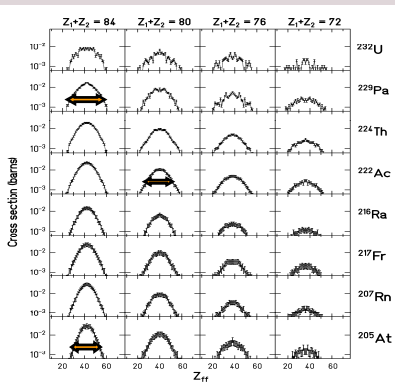 Z₁+Z₂ = 84 Z₁+Z₂ = 80 Z₁+Z₂ = 76 Z₁+Z₂ = 72
10⁻² ²³²U
10⁻³
10⁻² ²²⁹Pa
10⁻³
10⁻² ²²⁴Th
10⁻³
10⁻² ²²²Ac
10⁻³
10⁻² ²¹⁶Ra
10⁻³
10⁻² ²¹⁷Fr
10⁻³
10⁻² ²⁰⁷Rn
10⁻³
10⁻² ²⁰⁵At
10⁻³
Cross section (barns)
20 40 60 20 40 60 20 40 60 20 40 60
Z_ff